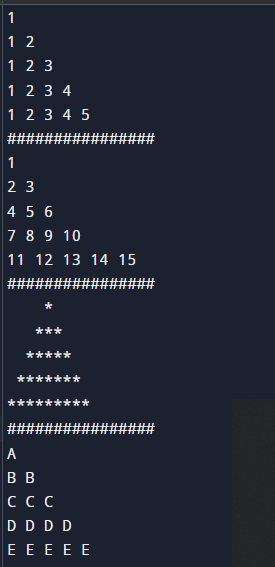 1
1 2
1 2 3
1 2 3 4
1 2 3 4 5
################
1
2 3
4 5 6
7 8 9 10
11 12 13 14 15
################
    *
   ***
  *****
 *******
*********
################
A
B B
C C C
D D D D
E E E E E